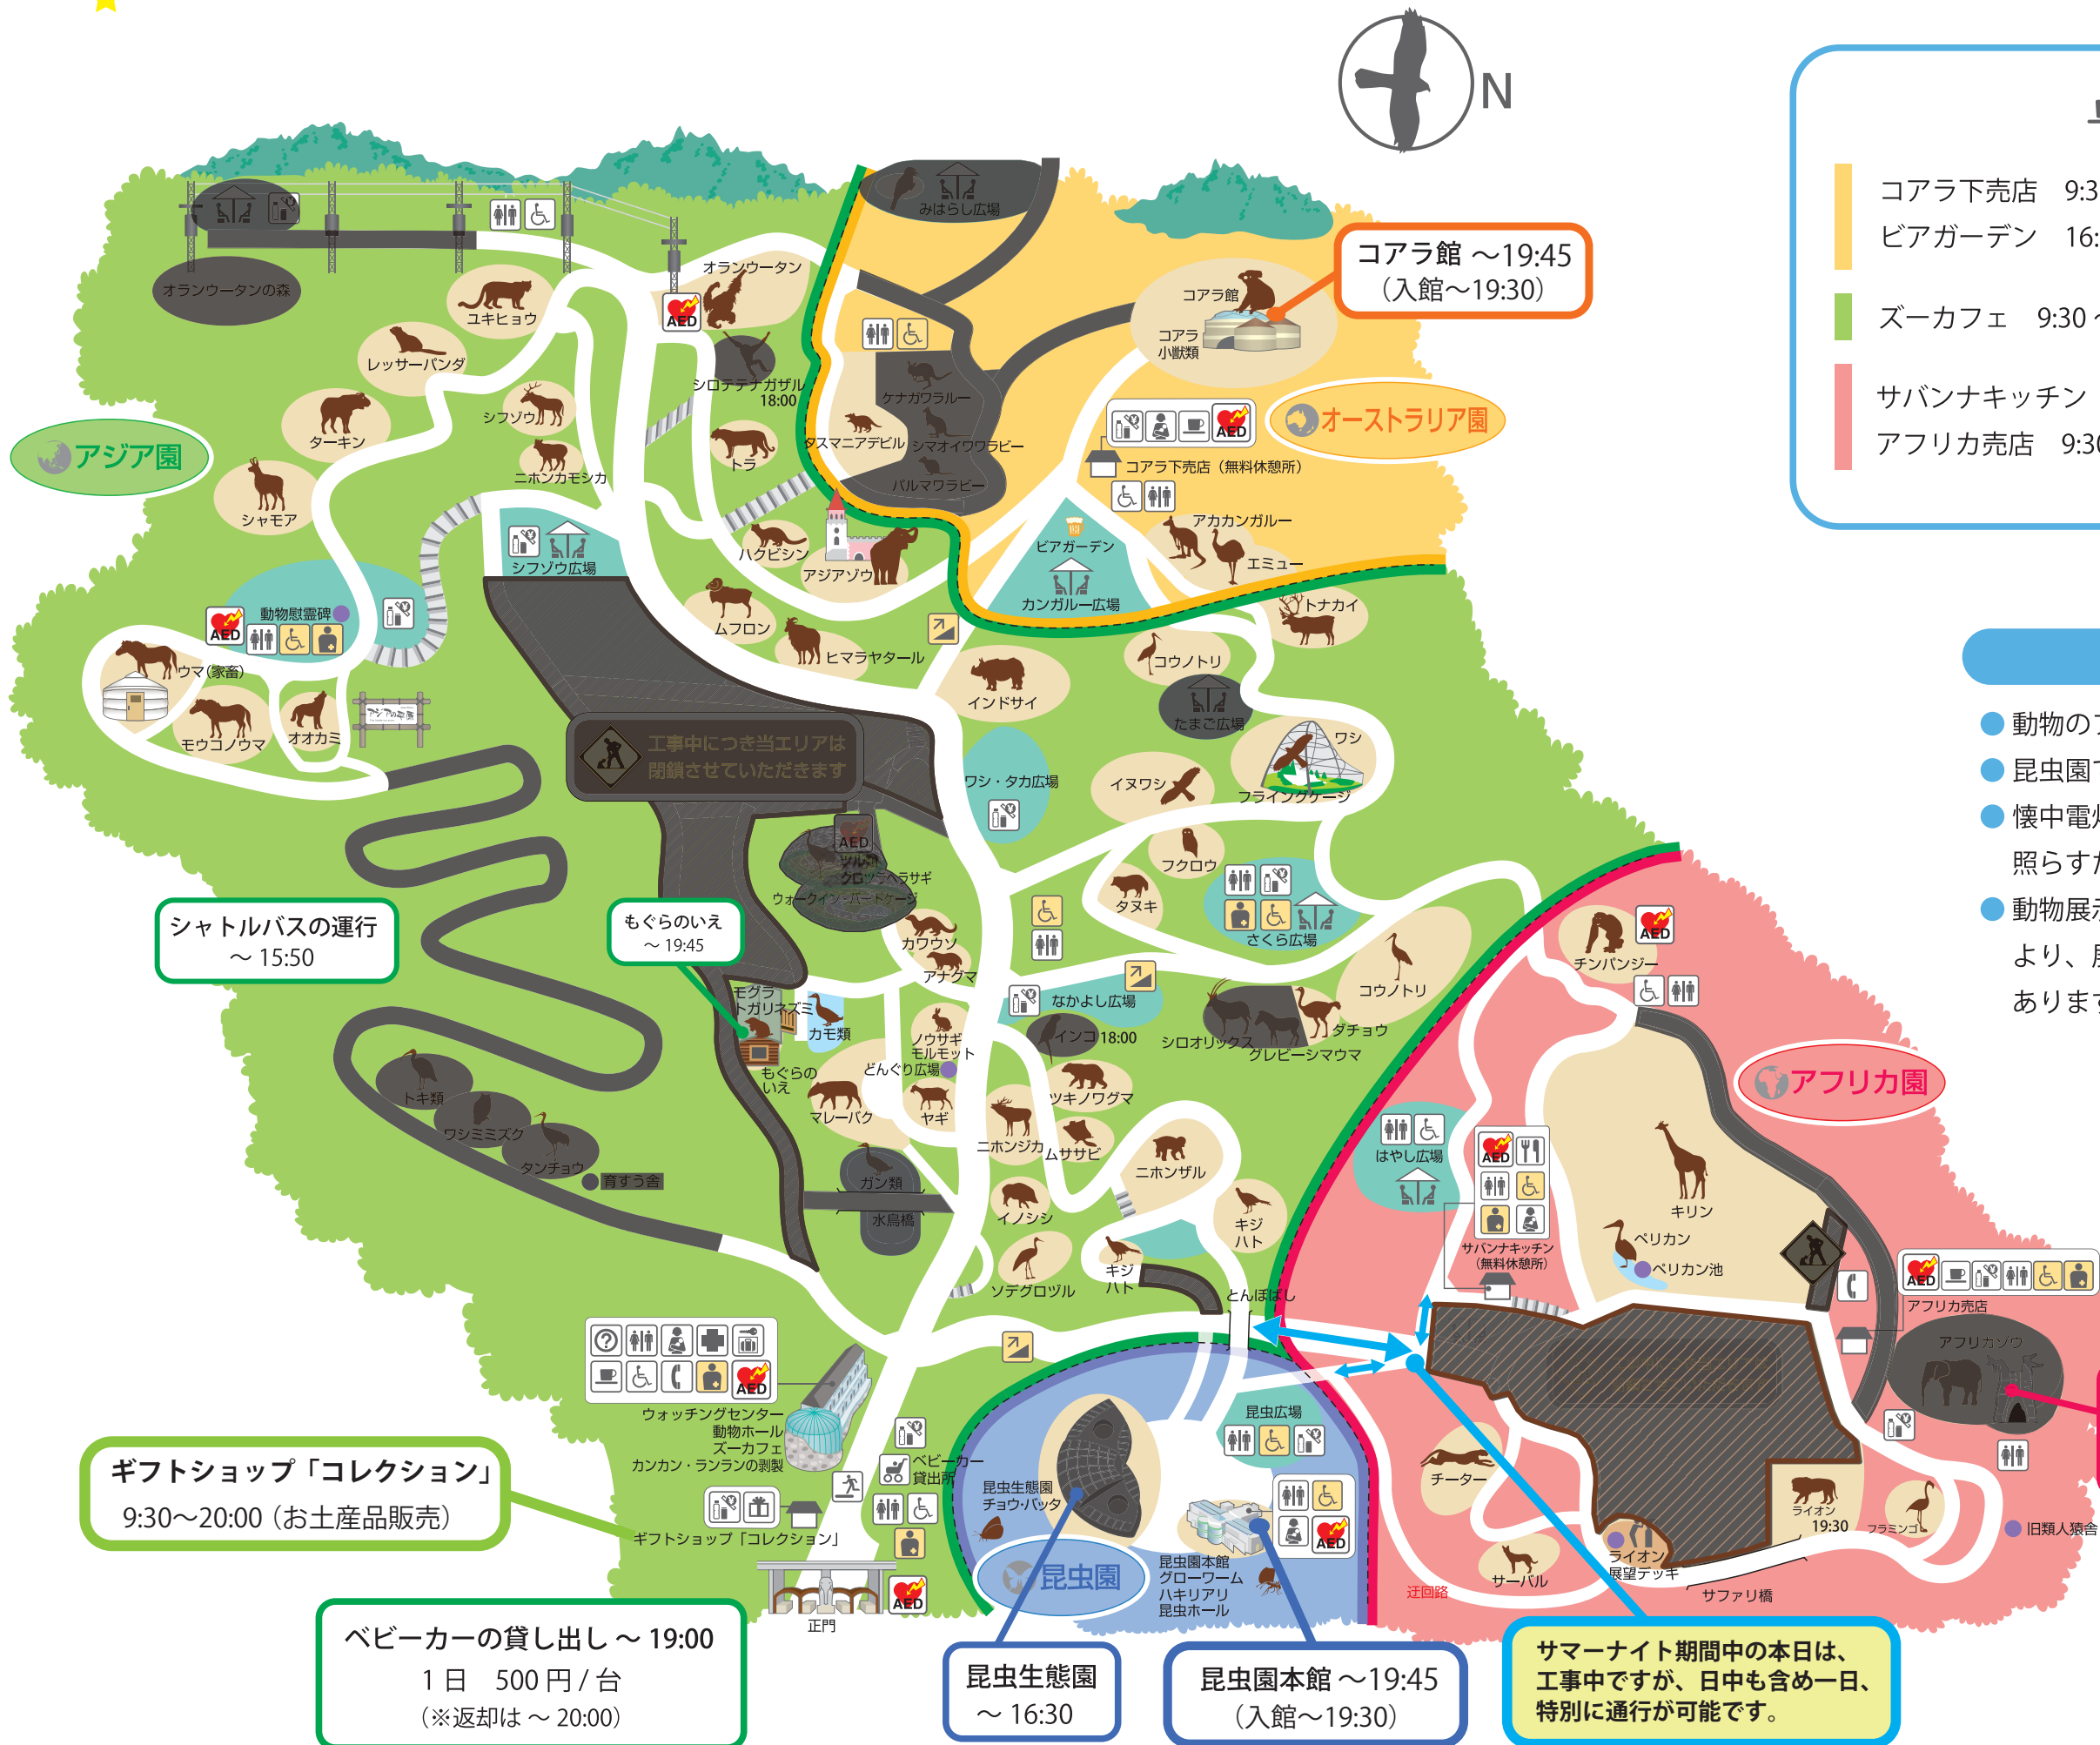 N
みはらし広場
オランウータンの森
ユキヒョウ
レッサーパンダ
ターキン
シャモア
シフゾウ
ニホンカモシカ
オランウータン
AED
シロテテナガザル
18:00
トラ
ハクビシン
アジアゾウ
シフゾウ広場
ムフロン
ヒマラヤタール
アジア園
動物慰霊碑
AED
ウマ(家畜)
モウコノウマ
オオカミ
コアラ館 ～19:45
（入館～19:30）
コアラ館
コアラ
小獣類
ケナガワラルー
タスマニアデビル
シマオイワワラビー
パルマワラビー
オーストラリア園
AED
コアラ下売店（無料休憩所）
ビアガーデン
カンガルー広場
アカカンガルー
エミュー
トナカイ
コウノトリ
たまご広場
インドサイ
ワシ・タカ広場
イヌワシ
ワシ
フライングケージ
フクロウ
タヌキ
さくら広場
コウノトリ
工事中につき当エリアは
閉鎖させていただきます
AED
ツル類
クロツラヘラサギ
ウォークイン・バードケージ
カワウソ
アナグマ
シャトルバスの運行
～ 15:50
もぐらのいえ
～ 19:45
モグラ
トガリネズミ
カモ類
もぐらの
いえ
マレーバク
ノウサギ
モルモット
どんぐり広場
ヤギ
なかよし広場
インコ 18:00
シロオリックス
グレビーシマウマ
ダチョウ
ツキノワグマ
ニホンジカ
ムササビ
ニホンザル
イノシシ
ソデグロヅル
キジ
ハト
キジ
ハト
とんぼばし
トキ類
ワシミミズク
タンチョウ
育すう舎
ガン類
水鳥橋
チンパンジー
AED
アフリカ園
はやし広場
AED
サバンナキッチン
（無料休憩所）
キリン
ペリカン
ペリカン池
AED
アフリカ売店
アフリカゾウ
チーター
サーバル
ライオン
展望デッキ
ライオン
19:30
フラミンゴ
旧類人猿舎
サファリ橋
迂回路
AED
ウォッチングセンター
動物ホール
ズーカフェ
カンカン・ランランの剥製
ベビーカー
貸出所
ギフトショップ「コレクション」
正門
AED
昆虫広場
昆虫生態園
チョウ・バッタ
昆虫園
昆虫園本館
グローワーム
ハキリアリ
昆虫ホール
AED
ギフトショップ「コレクション」
9:30～20:00（お土産品販売）
ベビーカーの貸し出し ～ 19:00
1 日　500 円 / 台
（※返却は ～ 20:00）
昆虫生態園
～ 16:30
昆虫園本館 ～19:45
（入館～19:30）
サマーナイト期間中の本日は、
工事中ですが、日中も含め一日、
特別に通行が可能です。
コアラ下売店　9:3
ビアガーデン　16:
ズーカフェ　9:30 ～
サバンナキッチン
アフリカ売店　9:30
動物の
昆虫園
懐中電
照らす
動物展
より、
あります